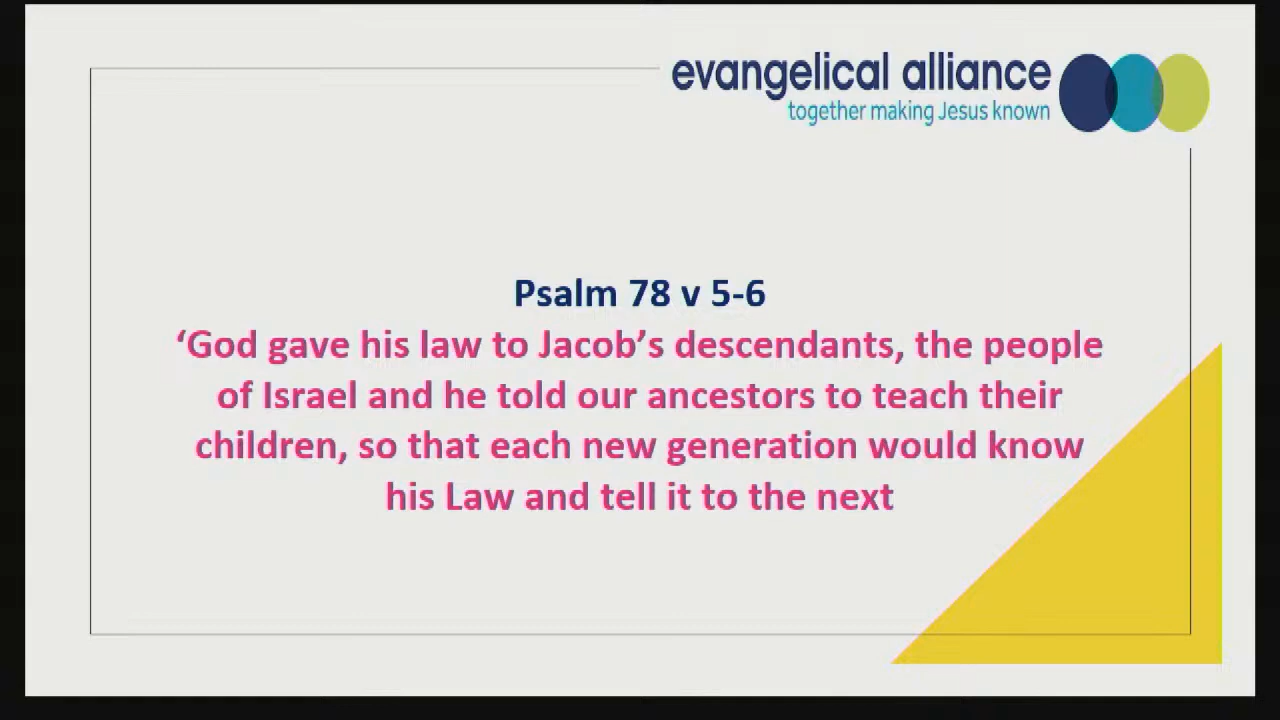 evangelical alliance
together making Jesus known
Psalm 78 v 5-6
‘God gave his law to Jacob’s descendants, the people
of Israel and he told our ancestors to teach their
children, so that each new generation would know
his Law and tell it to the next